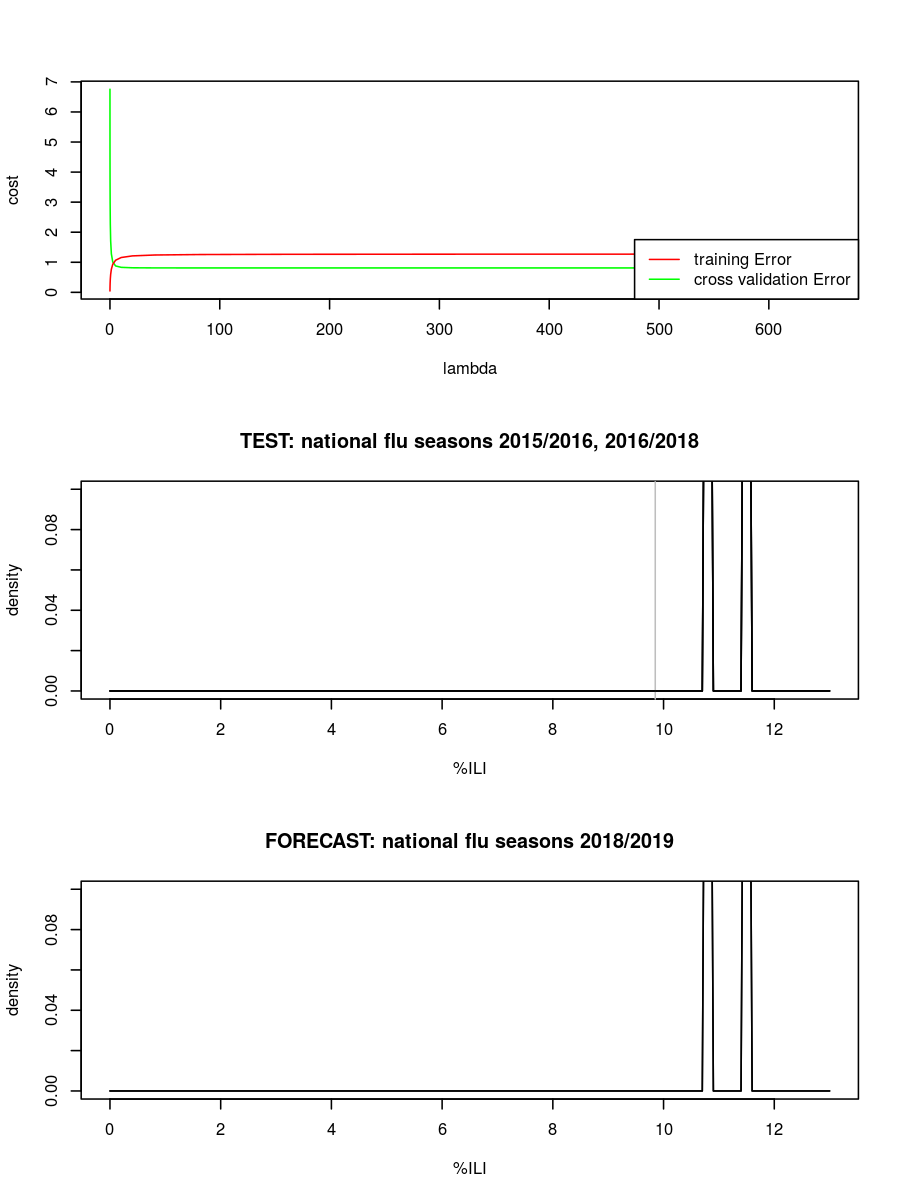 cost
7
6
5
4
3
2
1
0
training Error
cross validation Error
0 100 200 300 400 500 600
lambda
TEST: national flu seasons 2015/2016, 2016/2018
density
0.08
0.04
0.00
0 2 4 6 8 10 12
%ILI
FORECAST: national flu seasons 2018/2019
density
0.08
0.04
0.00
0 2 4 6 8 10 12
%ILI